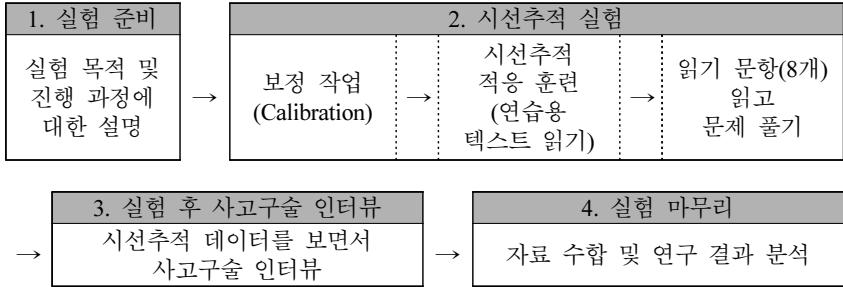 1. 실험 준비
2. 시선추적 실험
실험 목적 및
진행 과정에
대한 설명
→
보정 작업
(Calibration)
→
시선추적
적응 훈련
(연습용
텍스트 읽기)
→
읽기 문항(8개)
읽고
문제 풀기
3. 실험 후 사고구술 인터뷰
4. 실험 마무리
→
시선추적 데이터를 보면서
사고구술 인터뷰
→
자료 수합 및 연구 결과 분석